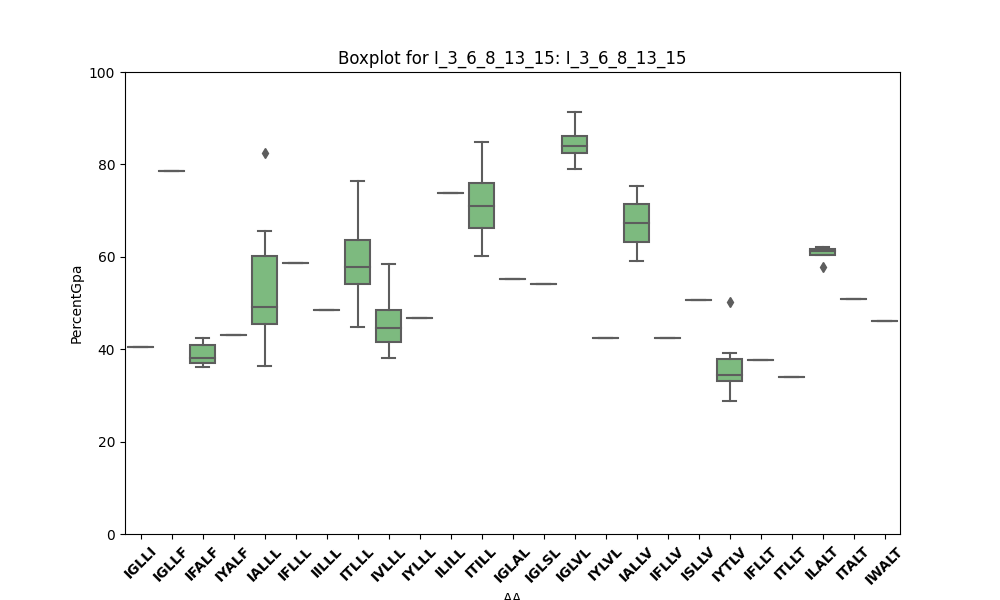 Boxplot for I_3_6_8_13_15: I_3_6_8_13_15
100
80
60
40
20
0
PercentGpa
IGLLI IGLLF IFALF IYALF IALLL IFLLL IILLL ITLLL IVLLL IYLLL ILILL ITILL IGLAL IGLSL IGLVL IYLVL IALLV IFLLV ISLLV IYTLV IFLLT ITLLT ILALT ITALT IWALT
AA